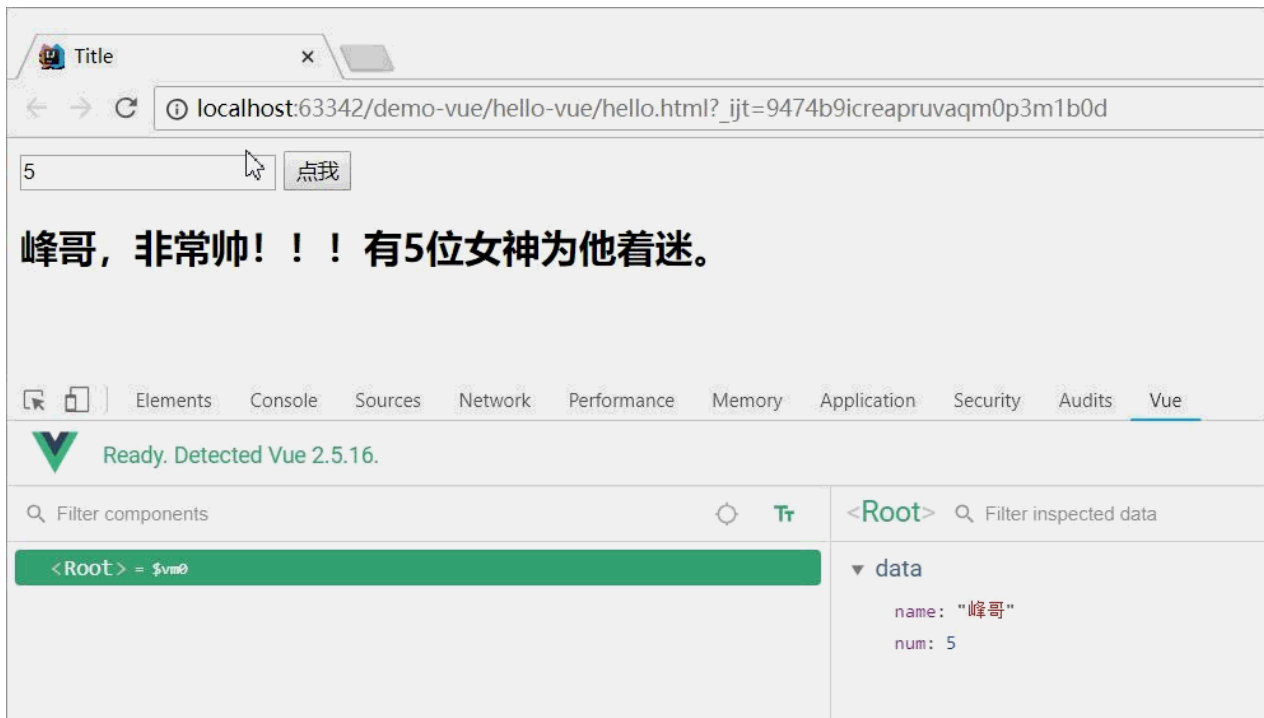 Title
localhost:63342/demo-vue/hello-vue/hello.html?_ijt=9474b9icreapruvaqm0p3m1b0d
5 点我
峰哥，非常帅！！！有5位女神为他着迷。
Elements Console Sources Network Performance Memory Application Security Audits Vue
Ready. Detected Vue 2.5.16.
Filter components Tт <Root> Filter inspected data
<Root> = $vm0 ▼ data
name: "峰哥"
num: 5